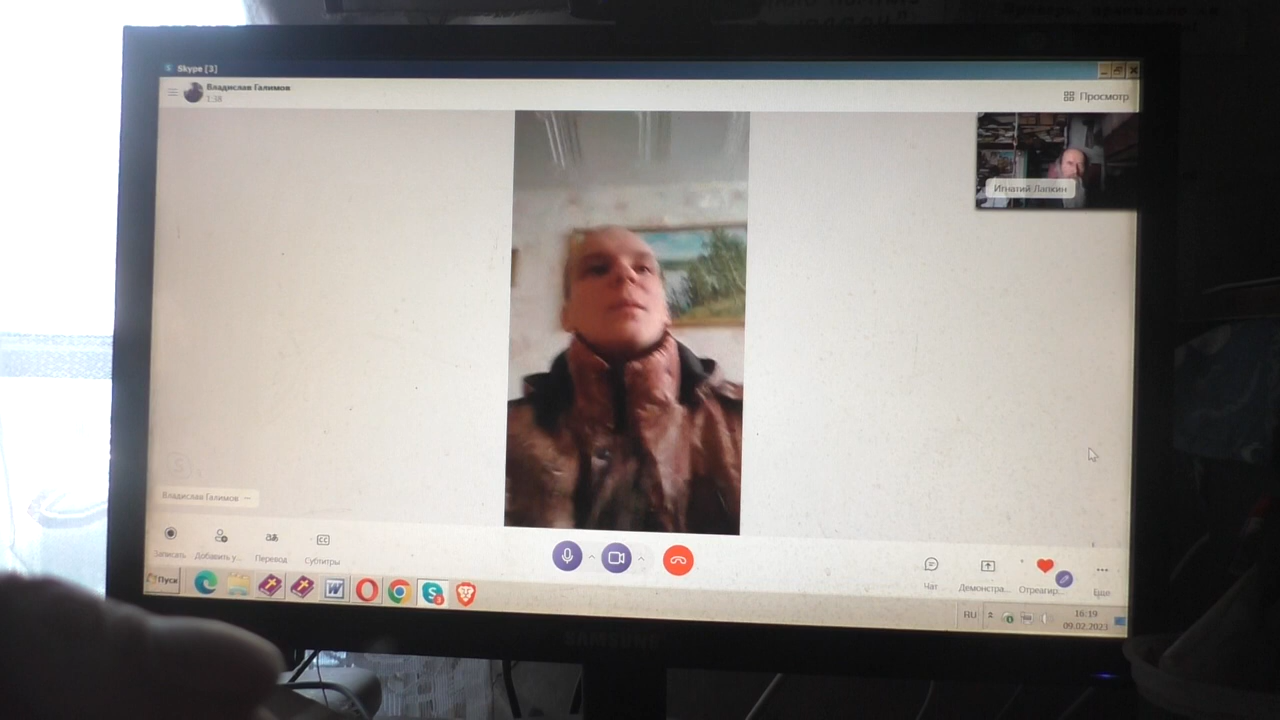 Skype [3]
Владислав Галимов
1:38
Просмотр
Игнатий Лапкин
Владислав Галимов
Записать
Добавить у...
Перевод
Субтитры
Чат
Демонстра...
Отреагир...
Еще
Пуск
RU
16:19
09.02.2023
SAMSUNG